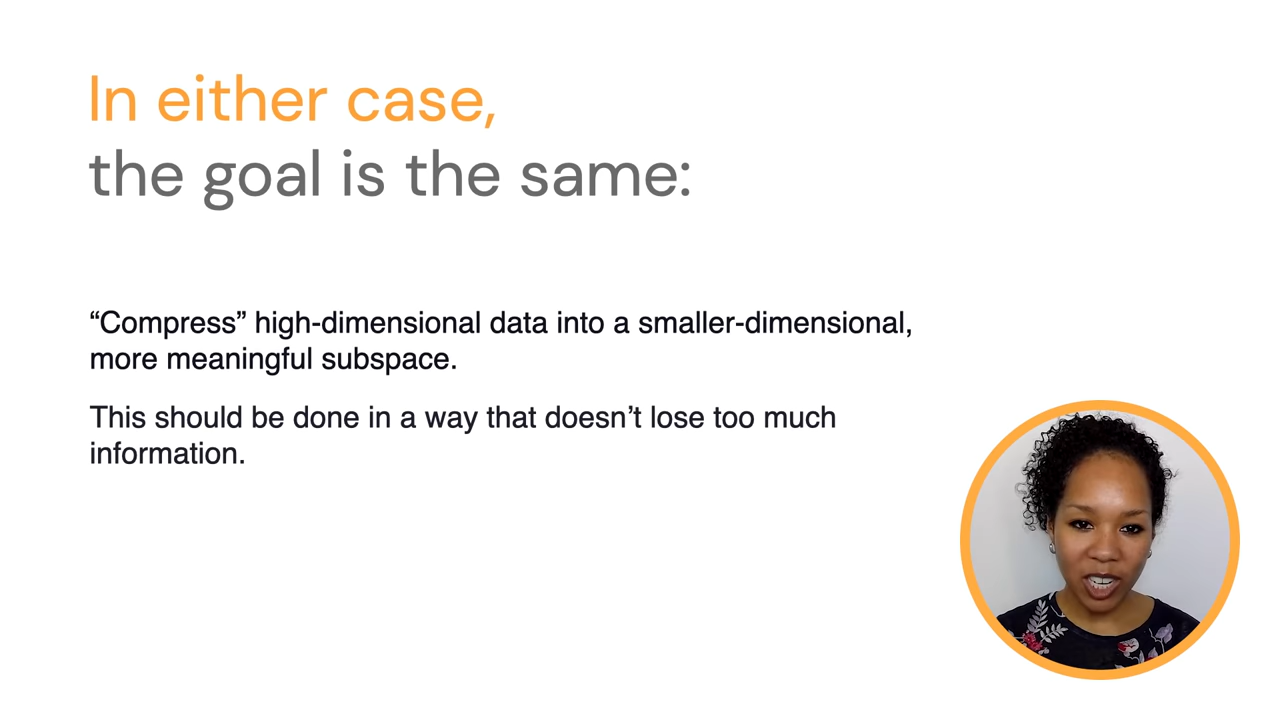 In either case,
the goal is the same:
“Compress” high-dimensional data into a smaller-dimensional,
more meaningful subspace.
This should be done in a way that doesn’t lose too much
information.